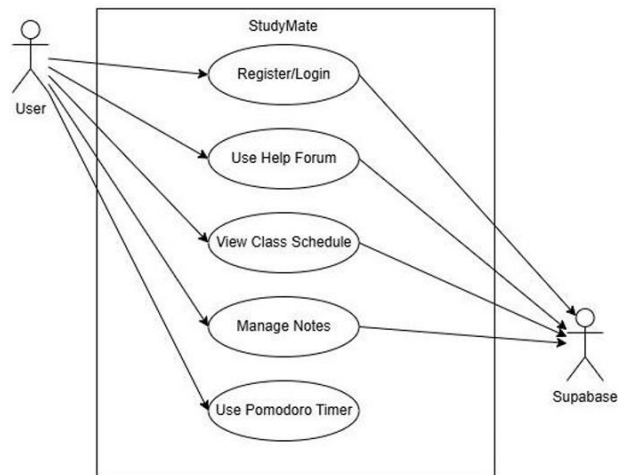 StudyMate
Register/Login
User
Use Help Forum
View Class Schedule
Manage Notes
Supabase
Use Pomodoro Timer